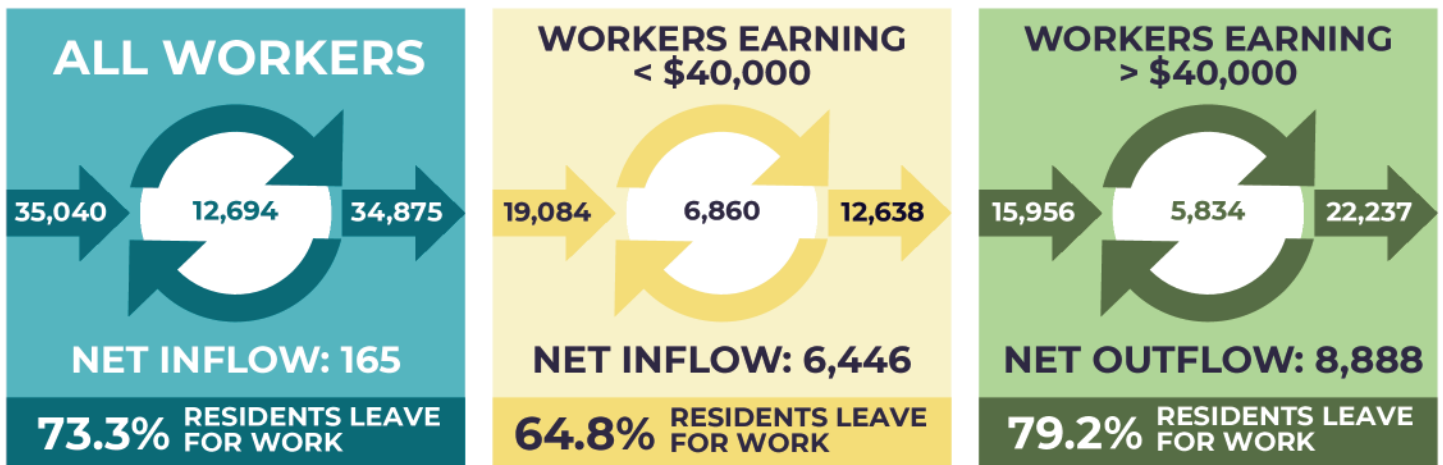 ALL WORKERS
35,040
12,694
34,875
NET INFLOW: 165
73.3%
RESIDENTS LEAVE
FOR WORK
WORKERS EARNING
< $40,000
19,084
6,860
12,638
NET INFLOW: 6,446
64.8%
RESIDENTS LEAVE
FOR WORK
WORKERS EARNING
> $40,000
15,956
5,834
22,237
NET OUTFLOW: 8,888
79.2%
RESIDENTS LEAVE
FOR WORK